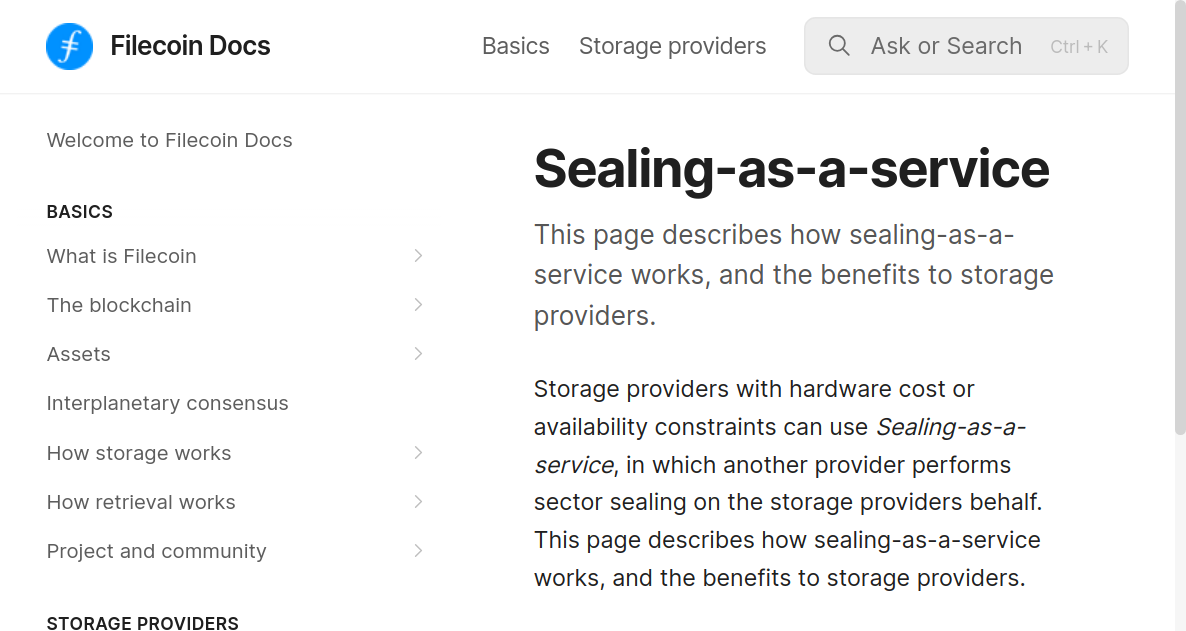 Filecoin Docs
Basics
Storage providers
Ask or Search
Ctrl + K
Welcome to Filecoin Docs
BASICS
What is Filecoin
The blockchain
Assets
Interplanetary consensus
How storage works
How retrieval works
Project and community
STORAGE PROVIDERS
Sealing-as-a-service
This page describes how sealing-as-a-
service works, and the benefits to storage
providers.
Storage providers with hardware cost or
availability constraints can use Sealing-as-a-
service, in which another provider performs
sector sealing on the storage providers behalf.
This page describes how sealing-as-a-service
works, and the benefits to storage providers.